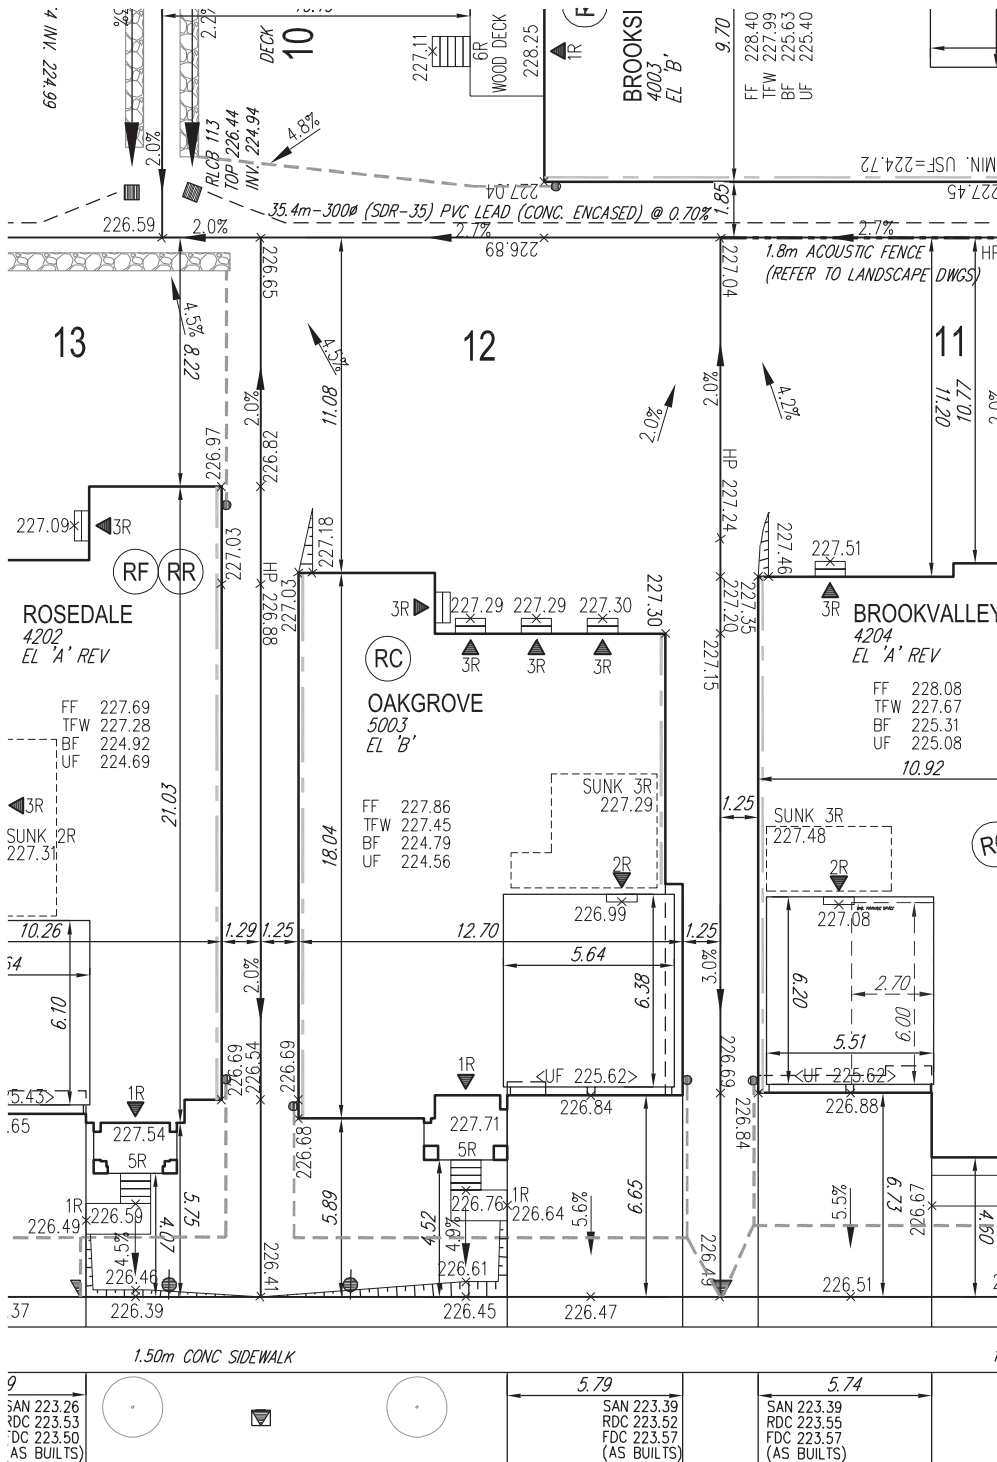 INV. 224.99
10
DECK
2.0%
RLCB 113
TOP 226.44
INV. 224.94
4.8%
227.11
6R
WOOD DECK
228.25
1R
BROOKSI
4003
EL 'B'
9.70
FF 228.40
TFW 227.99
BF 225.63
UF 225.40
MIN. USF=224.72
227.45
1.85
227.04
35.4m-300ø (SDR-35) PVC LEAD (CONC. ENCASED) @ 0.70%
226.59
2.0%
2.7%
226.89
2.7%
1.8m ACOUSTIC FENCE
(REFER TO LANDSCAPE DWGS)
226.65
227.04
13
12
11
4.5%
8.22
4.5%
11.08
2.0%
226.82
2.0%
2.0%
4.2%
11.20
10.77
2.0%
226.97
227.09
3R
227.03
HP 226.88
227.18
227.03
HP 227.24
227.46
227.51
3R
RF
RR
3R
227.29
227.29
227.30
227.30
3R
3R
3R
227.20
227.35
227.15
ROSEDALE
4202
EL 'A' REV
RC
OAKGROVE
5003
EL 'B'
BROOKVALLEY
4204
EL 'A' REV
FF 227.69
TFW 227.28
BF 224.92
UF 224.69
FF 228.08
TFW 227.67
BF 225.31
UF 225.08
10.92
3R
SUNK 2R
227.31
21.03
18.04
FF 227.86
TFW 227.45
BF 224.79
UF 224.56
SUNK 3R
227.29
1.25
SUNK 3R
227.48
2R
226.99
2R
227.08
10.26
1.29
1.25
12.70
1.25
5.64
6.10
2.0%
6.38
3.0%
6.20
2.70
6.00
5.51
226.69
226.54
226.69
1R
1R
<UF 225.62>
226.84
226.69
226.84
<UF 225.62>
226.88
227.54
5R
226.68
227.71
5R
1R
226.49
226.59
4.5%
4.07
5.75
5.89
4.52
226.76
4.9%
1R
226.64
5.6%
6.95
5.5%
6.73
226.67
4.60
226.46
226.41
226.61
226.49
226.39
226.45
226.47
226.51
1.50m CONC SIDEWALK
5.79
5.74
SAN 223.26
RDC 223.53
FDC 223.50
(AS BUILTS)
SAN 223.39
RDC 223.52
FDC 223.57
(AS BUILTS)
SAN 223.39
RDC 223.55
FDC 223.57
(AS BUILTS)